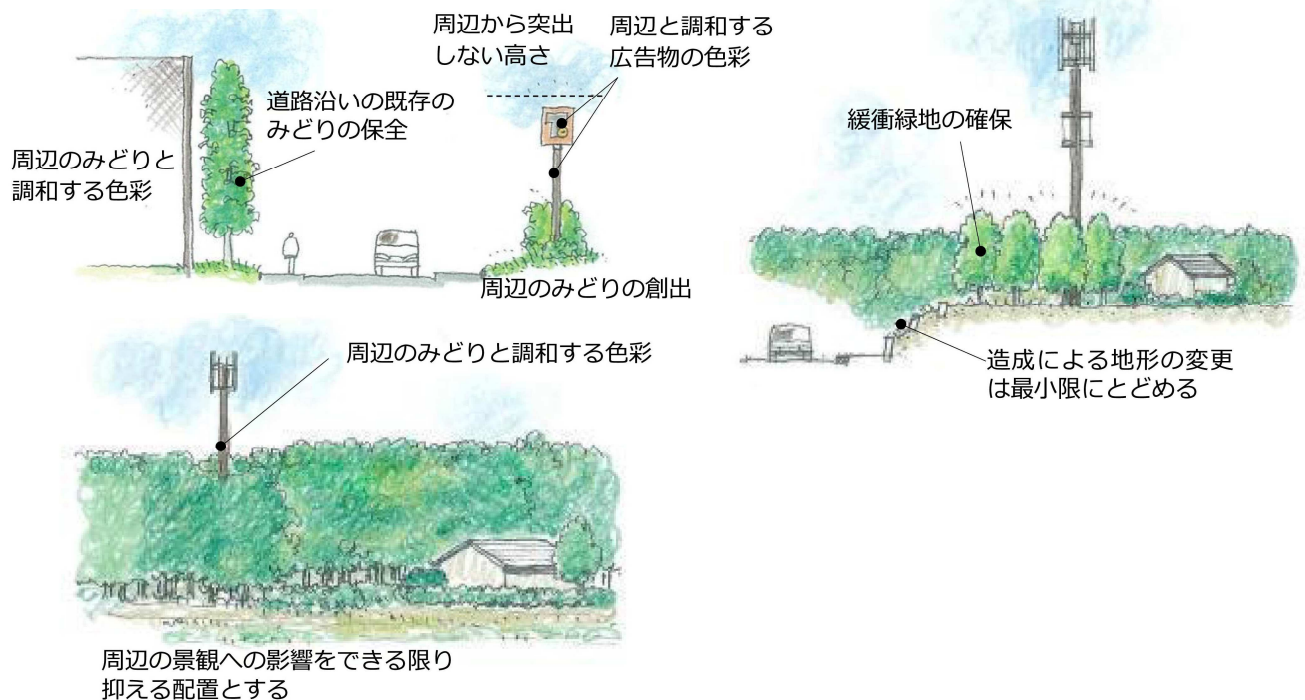 周辺から突出
しない高さ
周辺と調和する
広告物の色彩
道路沿いの既存の
みどりの保全
周辺のみどりと
調和する色彩
周辺のみどりの創出
緩衝緑地の確保
造成による地形の変更
は最小限にとどめる
周辺のみどりと調和する色彩
周辺の景観への影響をできる限り
抑える配置とする